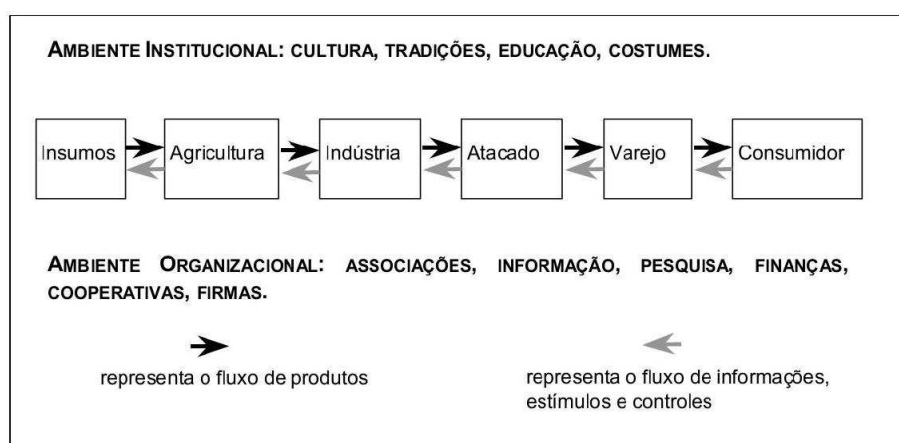 AMBIENTE INSTITUCIONAL: CULTURA, TRADIÇÕES, EDUCAÇÃO, COSTUMES.
Insumos Agricultura Indústria Atacado Varejo Consumidor
AMBIENTE ORGANIZACIONAL: ASSOCIAÇÕES, INFORMAÇÃO, PESQUISA, FINANÇAS,
COOPERATIVAS, FIRMAS.
representa o fluxo de produtos
representa o fluxo de informações,
estímulos e controles